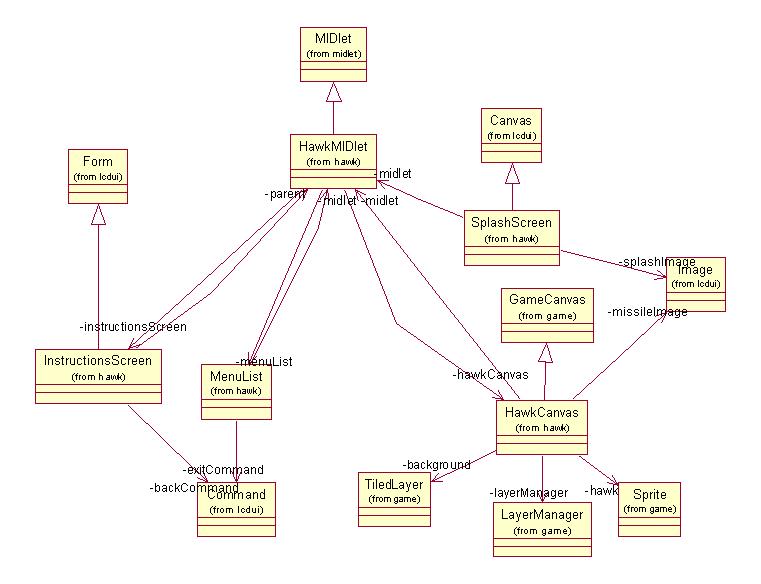 MIDlet
(from midlet)
Canvas
(from lcdui)
HawkMIDlet
(from hawk)
Form
(from lcdui)
-midlet
-parent
-midlet
-midlet
SplashScreen
(from hawk)
-splashImage
Image
(from lcdui)
GameCanvas
(from game)
-missileImage
-instructionsScreen
InstructionsScreen
(from hawk)
-menuList
MenuList
(from hawk)
-hawkCanvas
HawkCanvas
(from hawk)
-exitCommand
-backCommand
Command
(from lcdui)
-background
TiledLayer
(from game)
-layerManager
LayerManager
(from game)
-hawk
Sprite
(from game)